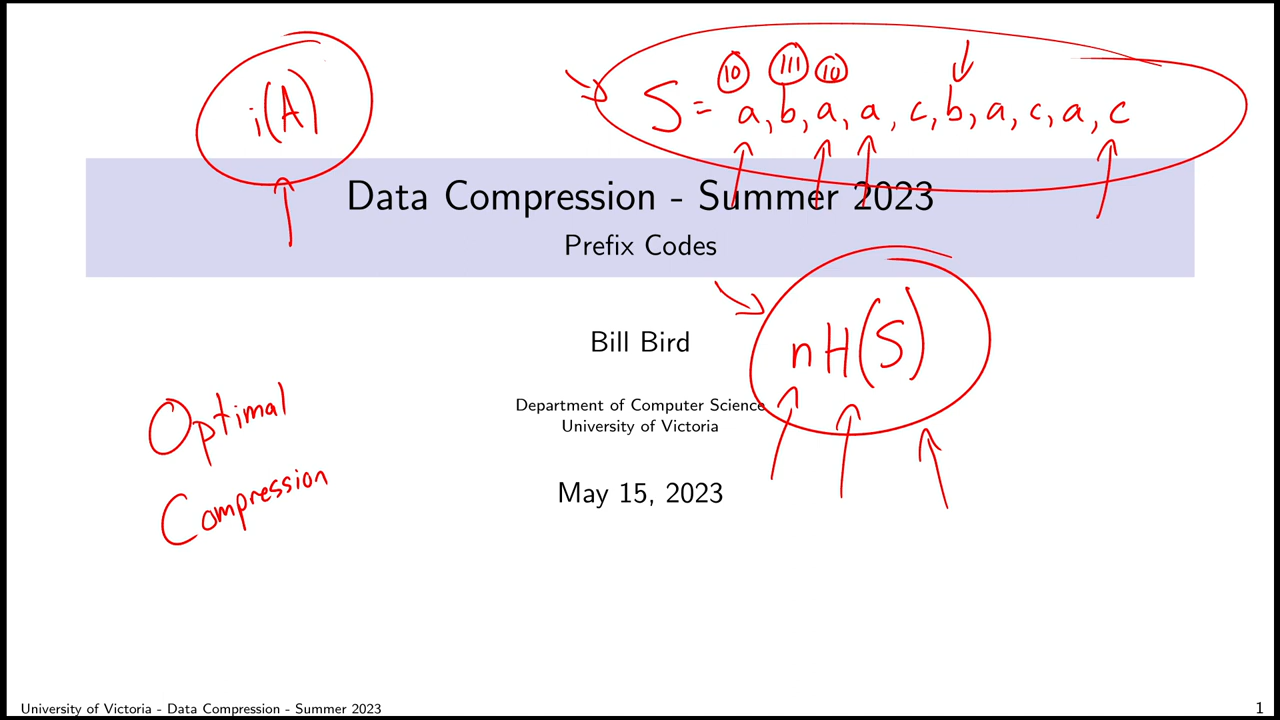 10 111 10
i(A)
S = a, b, a, a, c, b, a, c, a, c
Data Compression - Summer 2023
Prefix Codes
nH(S)
Bill Bird
Department of Computer Science
University of Victoria
Optimal
Compression
May 15, 2023
University of Victoria - Data Compression - Summer 2023
1